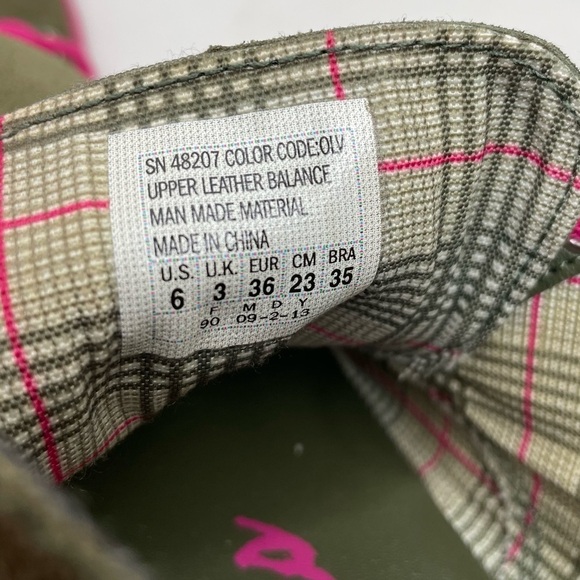 SN 48207 COLOR CODE:OLV
UPPER LEATHER BALANCE
MAN MADE MATERIAL
MADE IN CHINA
U.S. U.K. EUR CM BRA
6 3 36 23 35
F M D Y
90 09-2-13